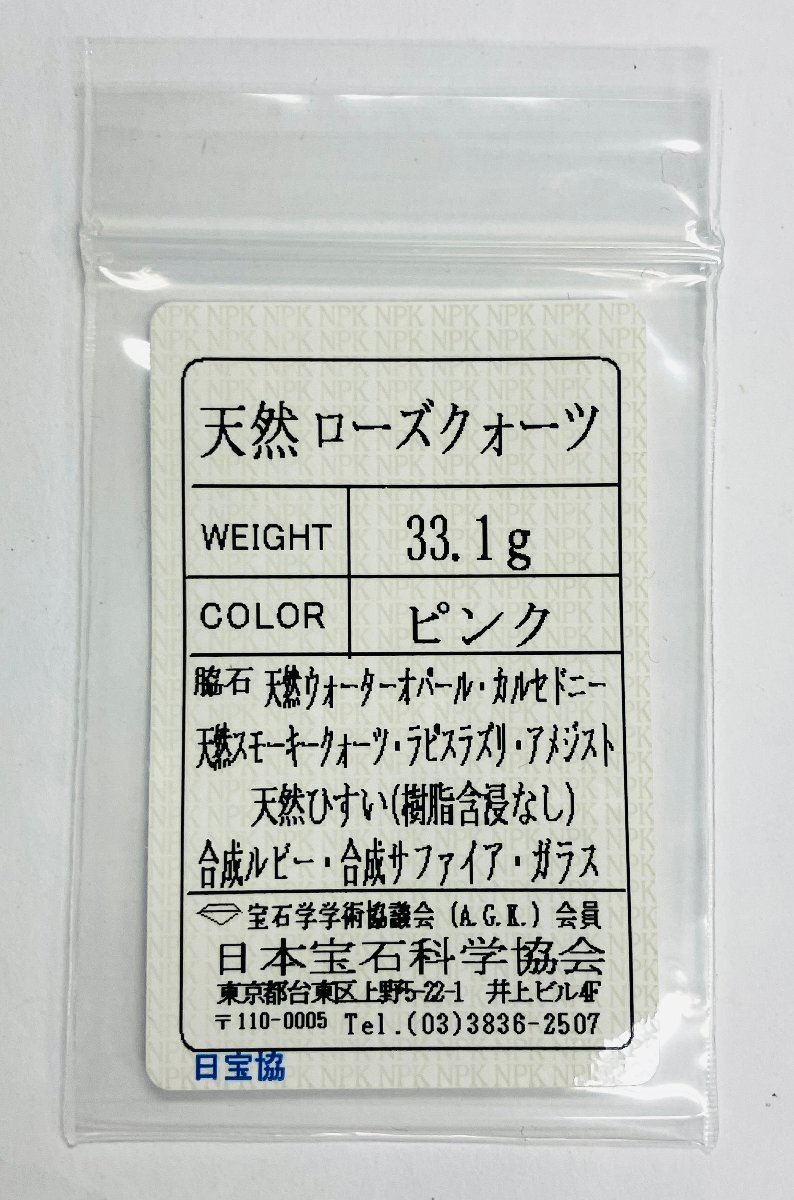 天然 ローズクォーツ
WEIGHT 33.1g
COLOR ピンク
脇石 天然ウォーターオパール・カルセドニー
天然スモーキークォーツ・ラピスラズリ・アメジスト
天然ひすい(樹脂含浸なし)
合成ルビー・合成サファイア・ガラス
宝石学学術協議会 (A.G.K.) 会員
日本宝石科学協会
東京都台東区上野5-22-1 井上ビル4F
〒110-0005 Tel.(03)3836-2507
日宝協